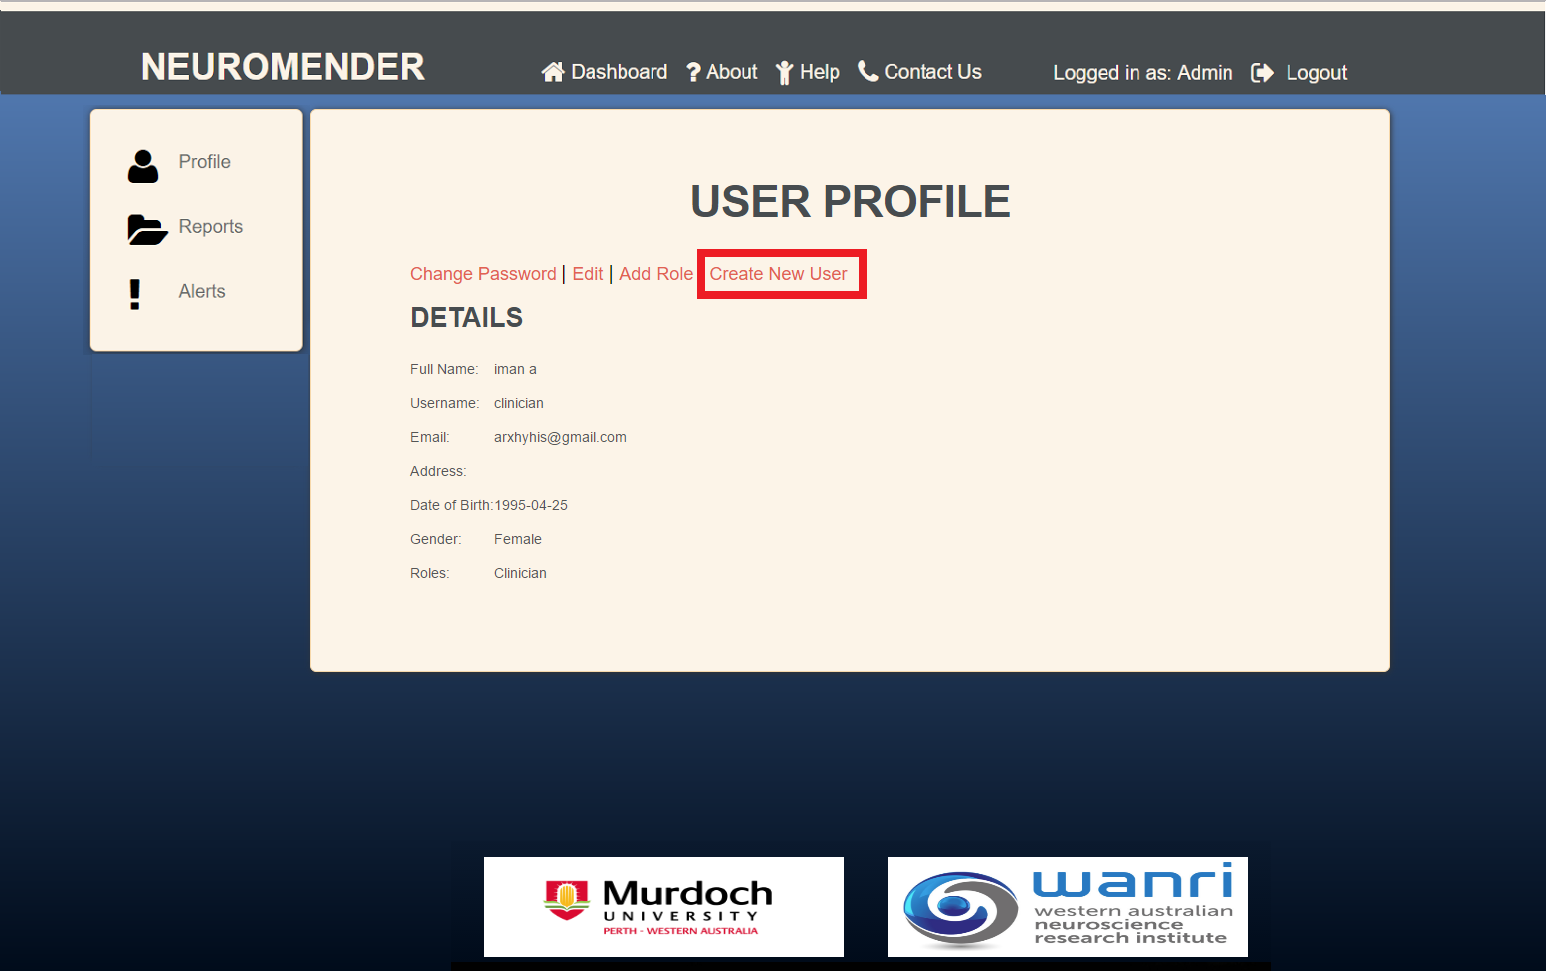 NEUROMENDER
Dashboard ? About Help Contact Us Logged in as: Admin Logout
Profile
Reports
! Alerts
USER PROFILE
Change Password | Edit | Add Role Create New User
DETAILS
Full Name: iman a
Username: clinician
Email: arxhyhis@gmail.com
Address:
Date of Birth:1995-04-25
Gender: Female
Roles: Clinician
Murdoch
UNIVERSITY
PERTH - WESTERN AUSTRALIA
wanri
western australian
neuroscience
research institute